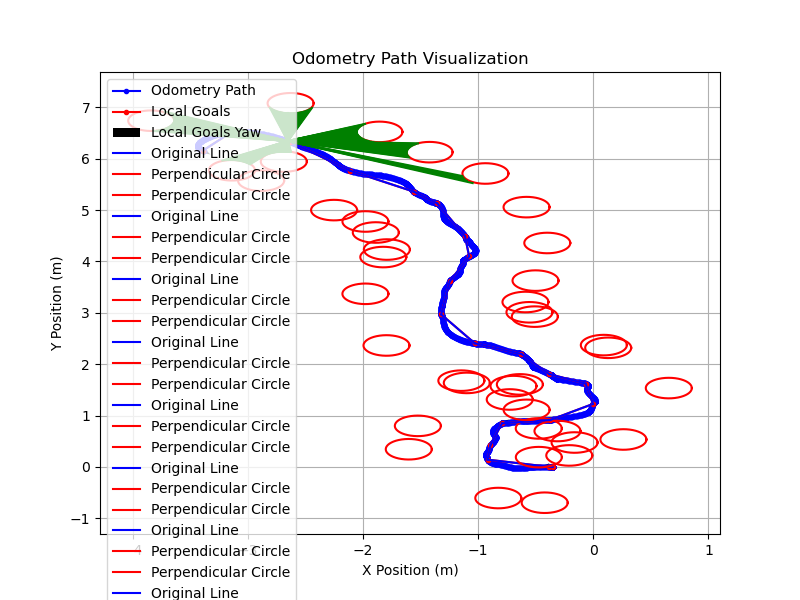 Odometry Path Visualization
Odometry Path
Local Goals
Local Goals Yaw
Original Line
Perpendicular Circle
Perpendicular Circle
Original Line
Perpendicular Circle
Perpendicular Circle
Original Line
Perpendicular Circle
Perpendicular Circle
Original Line
Perpendicular Circle
Perpendicular Circle
Original Line
Perpendicular Circle
Perpendicular Circle
Original Line
Perpendicular Circle
Perpendicular Circle
Original Line
Perpendicular Circle
Perpendicular Circle
Original Line
7
6
5
4
3
2
1
0
−1
Y Position (m)
−2
−1
0
1
X Position (m)